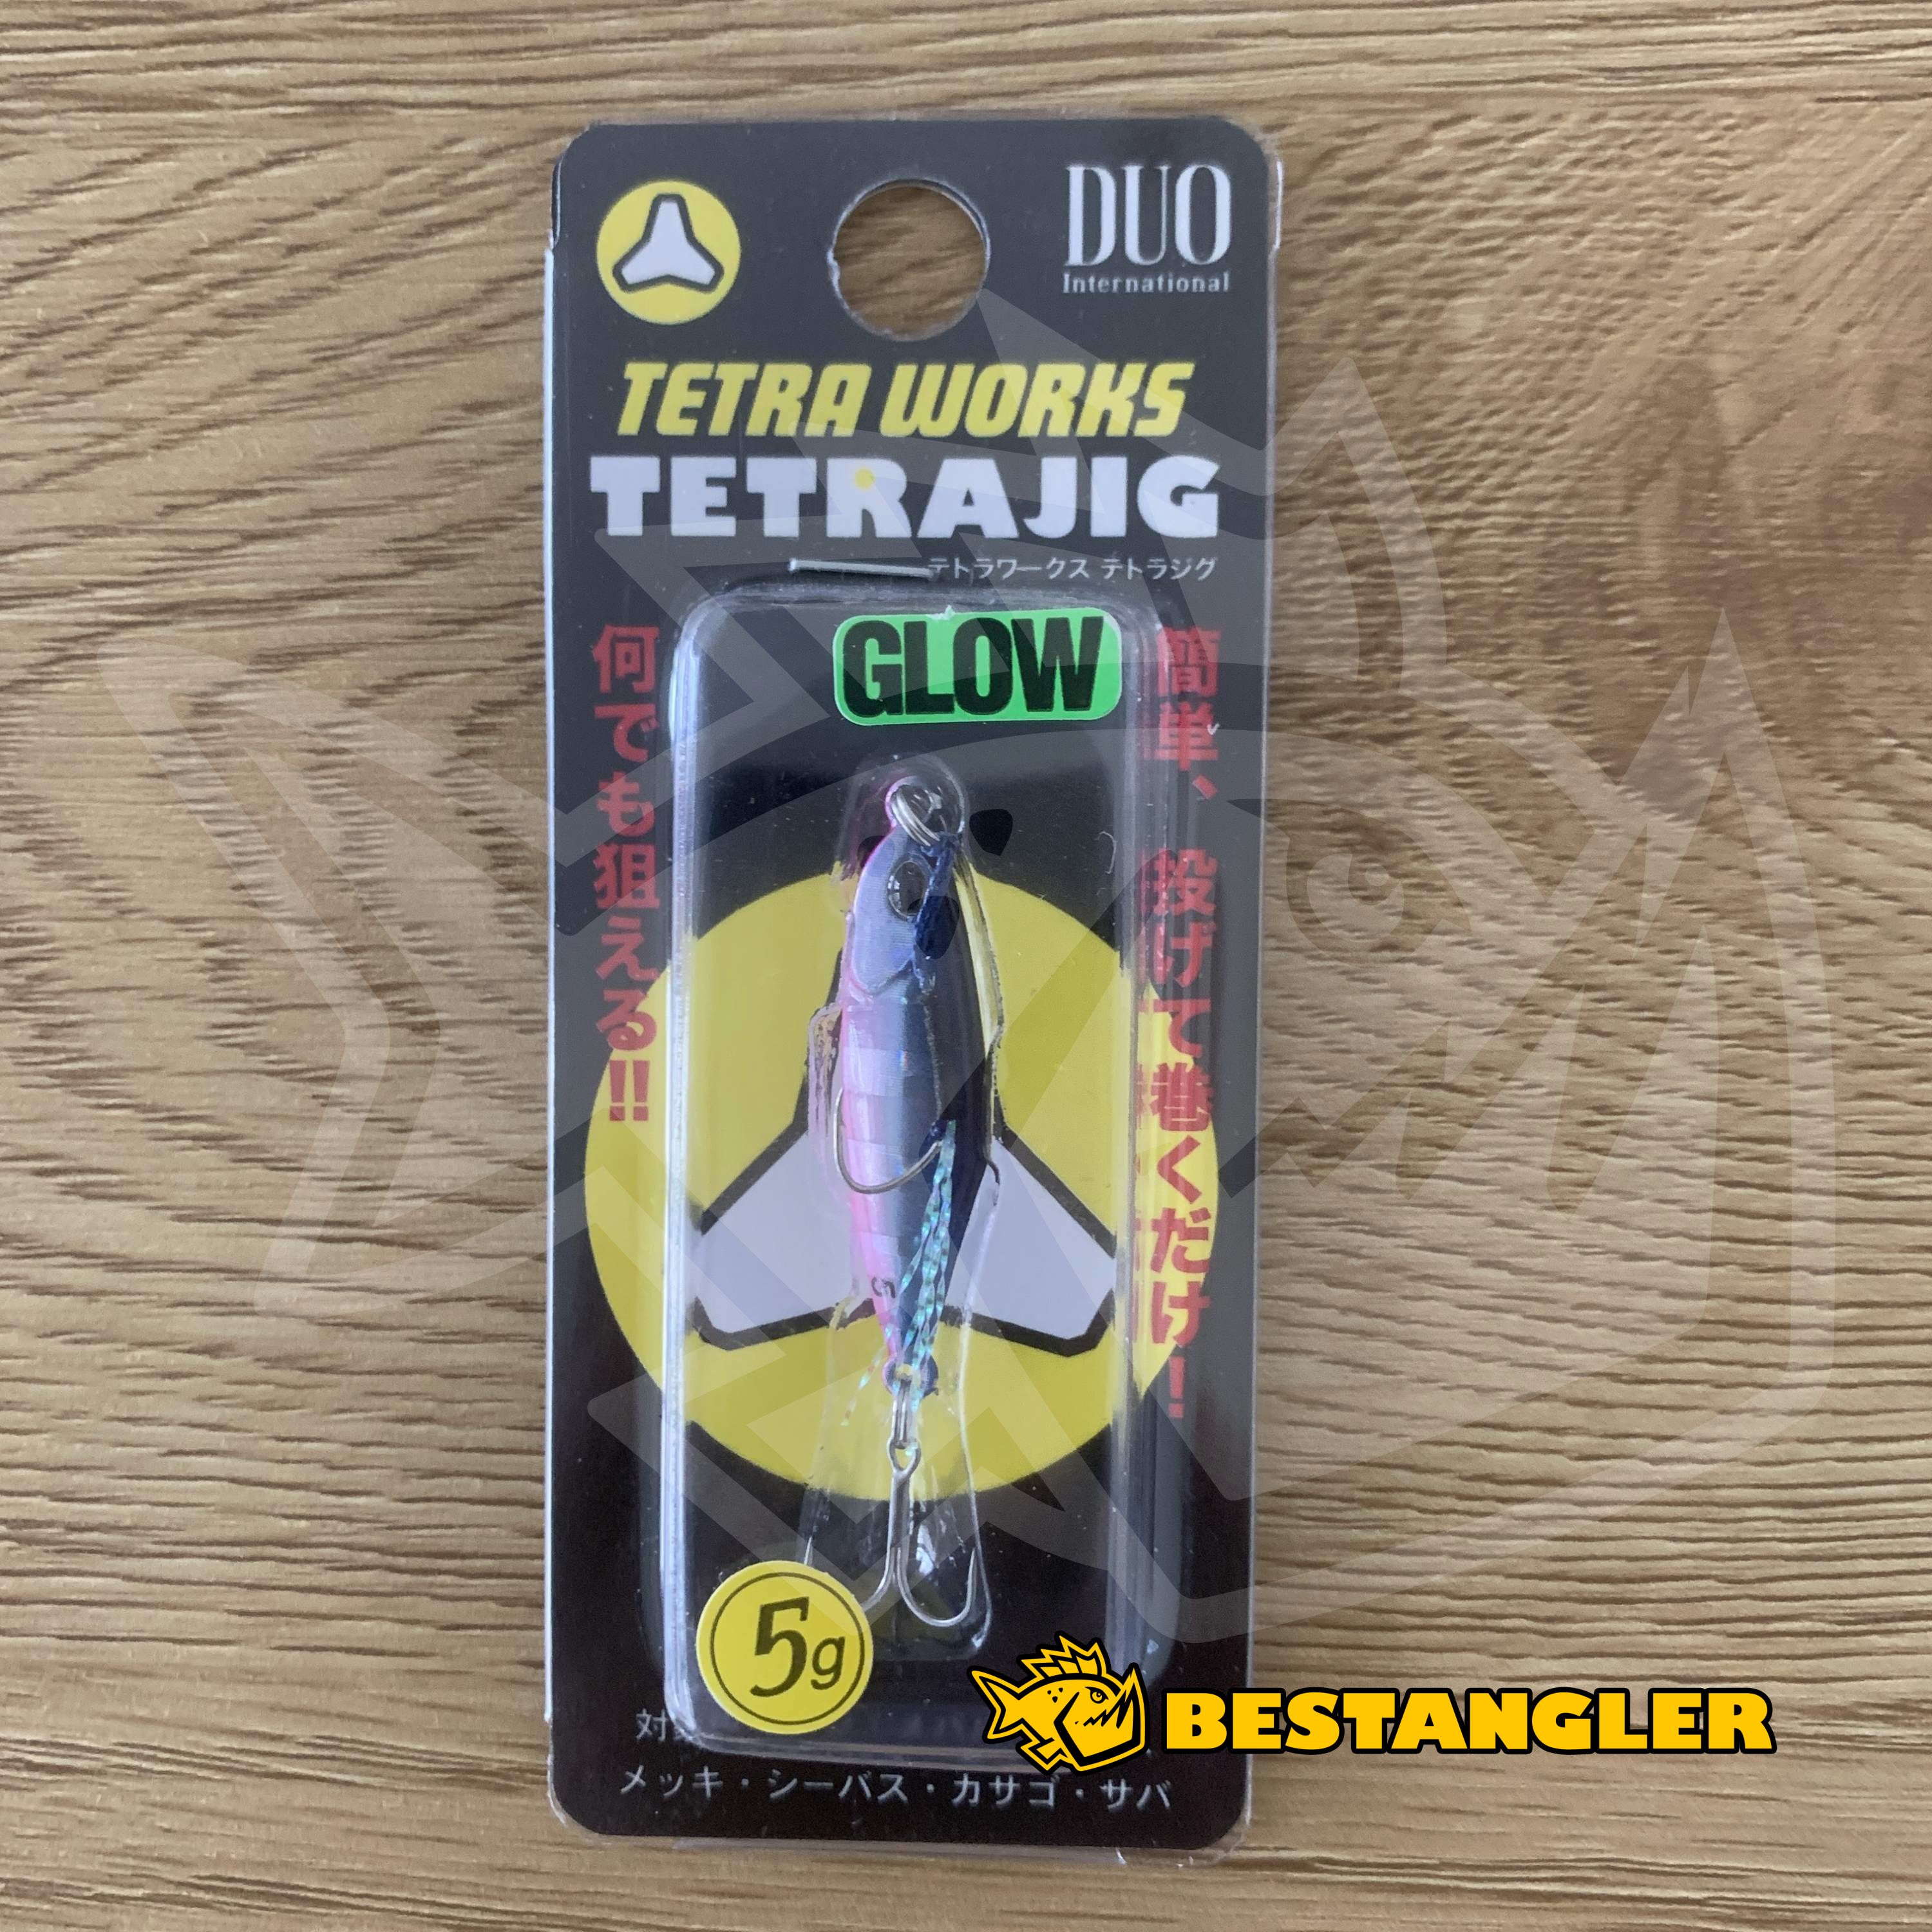 DUO
International
TETRA WORKS
TETRAJIG
テトラワークス テトラジグ
GLOW
簡単、投げて巻くだけ!
何でも狙える!!
5
5g
対
メッキ・シーバス・カサゴ・サバ
BESTANGLER